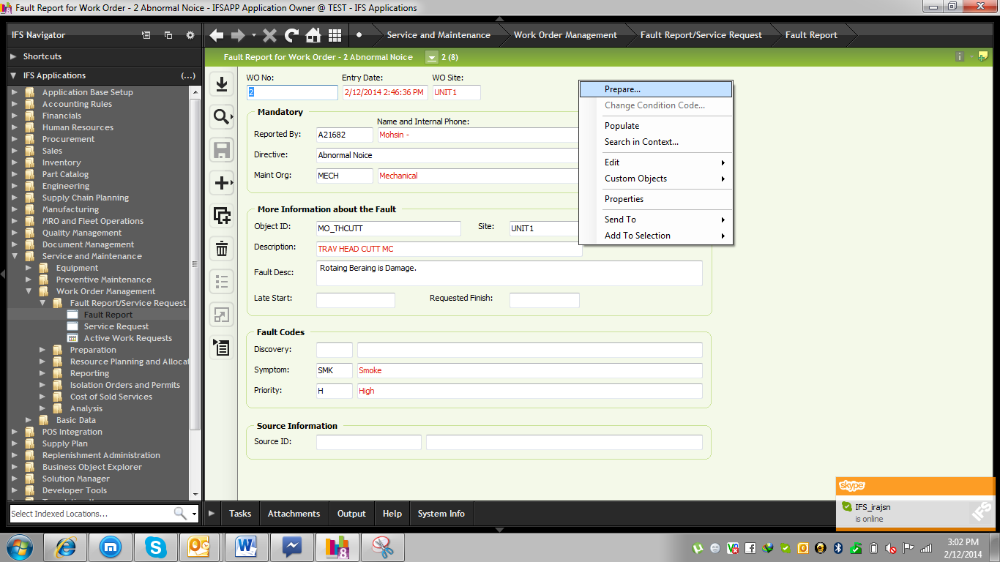 Fault Report for Work Order - 2 Abnormal Noice - IFSAPP Application Owner @ TEST - IFS Applications
IFS Navigator
Service and Maintenance
Work Order Management
Fault Report/Service Request
Fault Report
Shortcuts
IFS Applications
(...)
Application Base Setup
Accounting Rules
Financials
Human Resources
Procurement
Sales
Inventory
Part Catalog
Engineering
Supply Chain Planning
Manufacturing
MRO and Fleet Operations
Quality Management
Document Management
Service and Maintenance
Equipment
Preventive Maintenance
Work Order Management
Fault Report/Service Request
Fault Report
Service Request
Active Work Requests
Preparation
Resource Planning and Allocat
Reporting
Isolation Orders and Permits
Cost of Sold Services
Analysis
Basic Data
POS Integration
Supply Plan
Replenishment Administration
Business Object Explorer
Solution Manager
Developer Tools
Select Indexed Locations...
Fault Report for Work Order - 2 Abnormal Noice
2 (8)
WO No:
Entry Date:
WO Site:
2
2/12/2014 2:46:36 PM
UNIT1
Mandatory
Name and Internal Phone:
Reported By:
A21682
Mohsin -
Directive:
Abnormal Noice
Maint Org:
MECH
Mechanical
More Information about the Fault
Object ID:
MO_THCUTT
Site:
UNIT1
Description:
TRAV HEAD CUTT MC
Fault Desc:
Rotaing Beraing is Damage.
Late Start:
Requested Finish:
Fault Codes
Discovery:
Symptom:
SMK
Smoke
Priority:
H
High
Source Information
Source ID:
Prepare...
Change Condition Code...
Populate
Search in Context...
Edit
Custom Objects
Properties
Send To
Add To Selection
Tasks
Attachments
Output
Help
System Info
skype
IFS_irajsn
is online
IFS
3:02 PM
2/12/2014